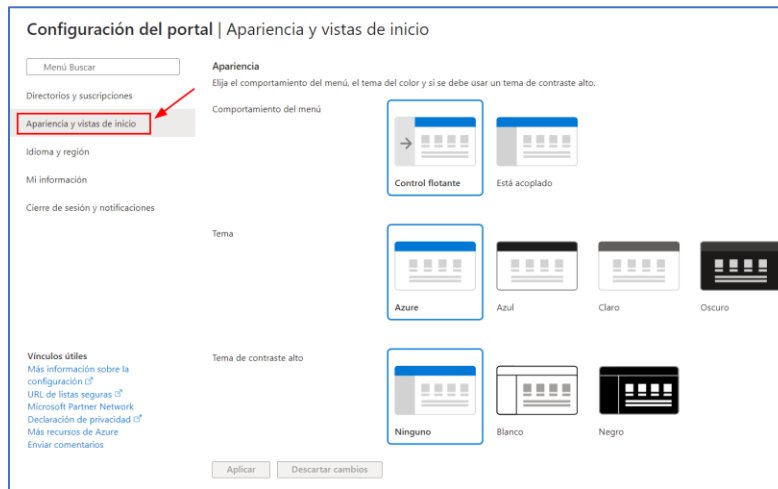 Configuración del portal | Apariencia y vistas de inicio
Menú Buscar
Directorios y suscripciones
Apariencia y vistas de inicio
Idioma y región
Mi información
Cierre de sesión y notificaciones
Vínculos útiles
Más información sobre la
configuración
URL de listas seguras
Microsoft Partner Network
Declaración de privacidad
Más recursos de Azure
Enviar comentarios
Apariencia
Elija el comportamiento del menú, el tema del color y si se debe usar un tema de contraste alto.
Comportamiento del menú
Control flotante Está acoplado
Tema
Azure Azul Claro Oscuro
Tema de contraste alto
Ninguno Blanco Negro
Aplicar Descartar cambios